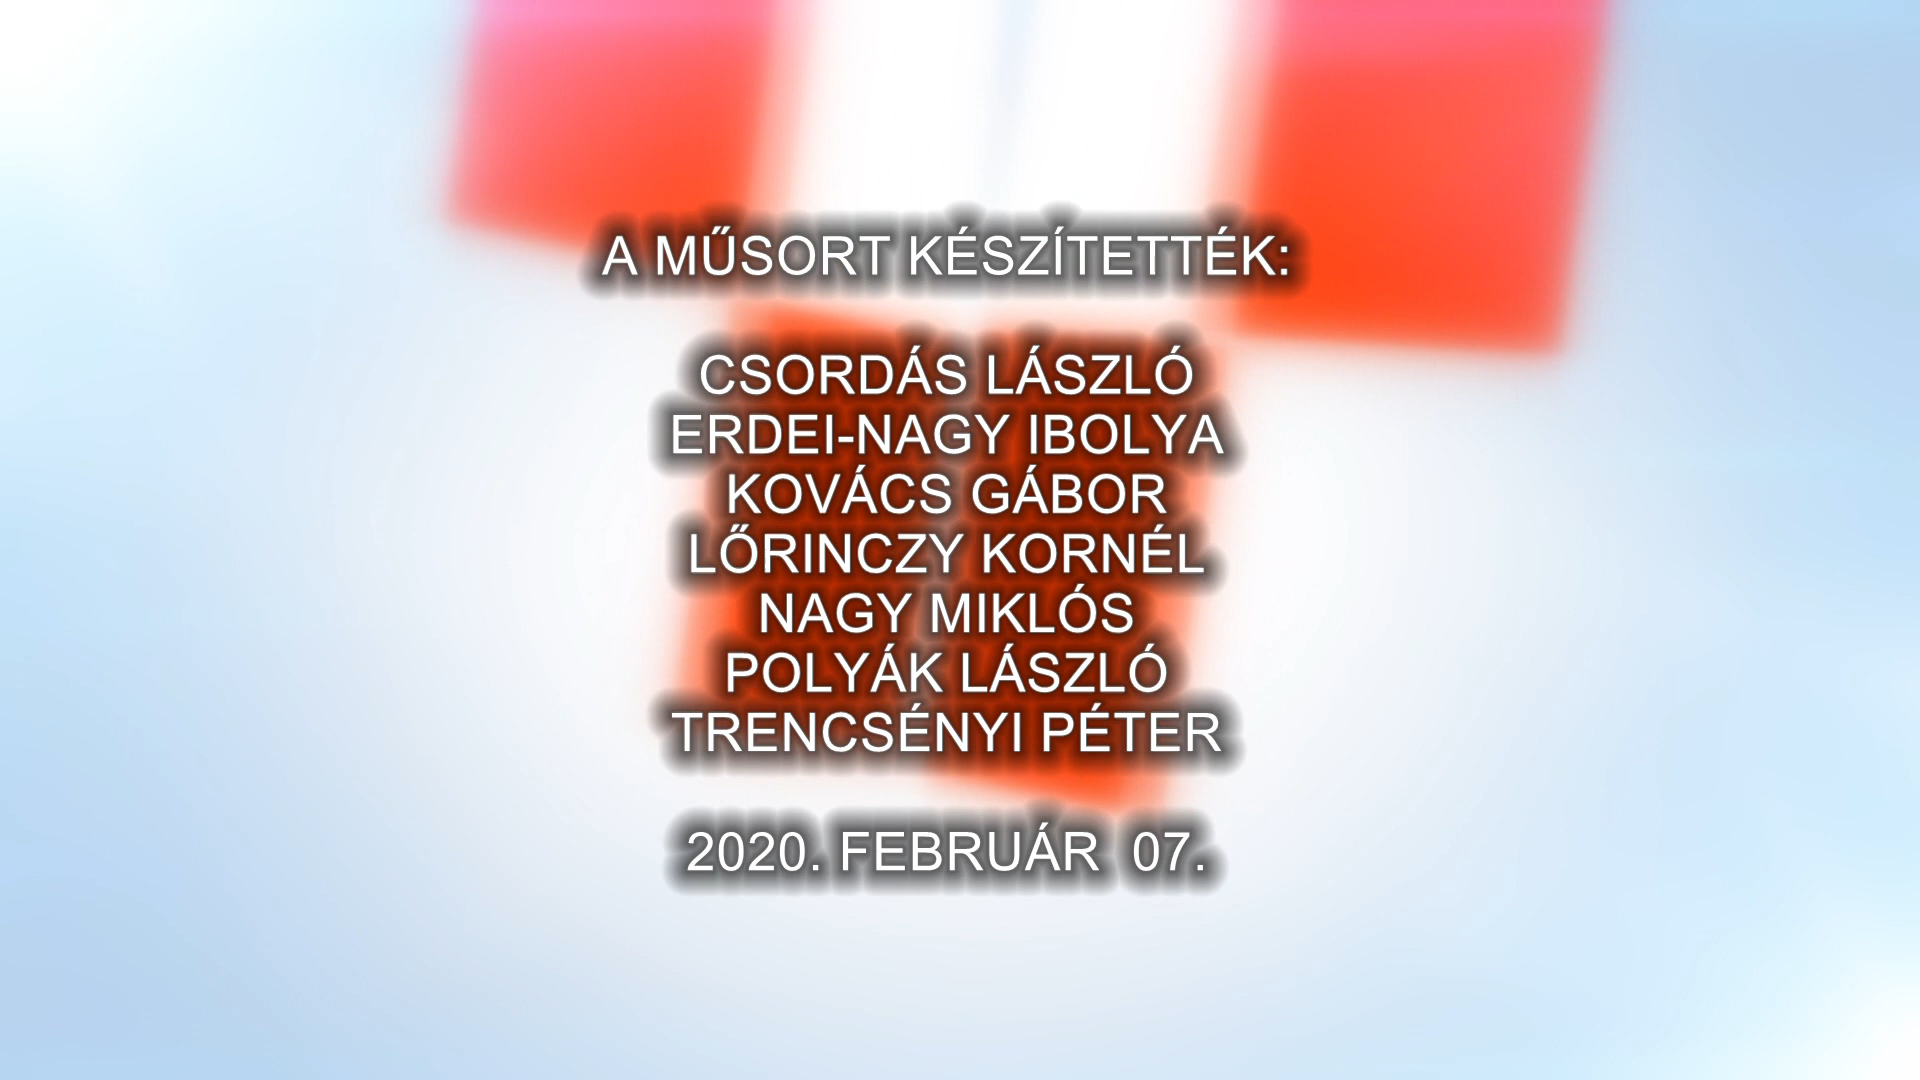 A MŰSORT KÉSZÍTETTÉK:
CSORDÁS LÁSZLÓ
ERDEI-NAGY IBOLYA
KOVÁCS GÁBOR
LŐRINCZY KORNÉL
NAGY MIKLÓS
POLYÁK LÁSZLÓ
TRENCSÉNYI PÉTER
2020. FEBRUÁR 07.